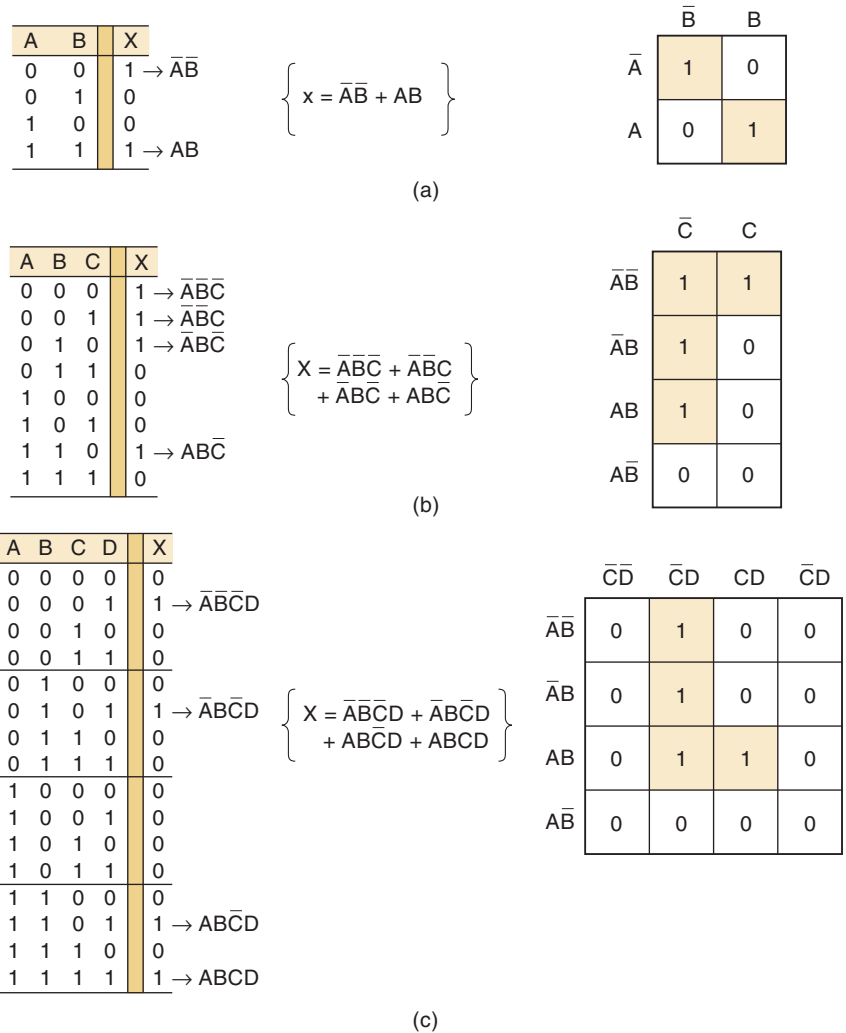 A B X
0 0 1 → A̅B̅
0 1 0
1 0 0
1 1 1 → AB
x = A̅B̅ + AB
B̅ B
A̅ 1 0
A 0 1
(a)
A B C X
0 0 0 1 → A̅B̅C̅
0 0 1 1 → A̅B̅C
0 1 0 1 → A̅BC̅
0 1 1 0
1 0 0 0
1 0 1 0
1 1 0 1 → ABC̅
1 1 1 0
X = A̅B̅C̅ + A̅B̅C
+ A̅BC̅ + ABC̅
C̅ C
A̅B̅ 1 1
A̅B 1 0
AB 1 0
AB̅ 0 0
(b)
A B C D X
0 0 0 0 0
0 0 0 1 1 → A̅B̅C̅D
0 0 1 0 0
0 0 1 1 0
0 1 0 0 0
0 1 0 1 1 → A̅BC̅D
0 1 1 0 0
0 1 1 1 0
1 0 0 0 0
1 0 0 1 0
1 0 1 0 0
1 0 1 1 0
1 1 0 0 0
1 1 0 1 1 → ABC̅D
1 1 1 0 0
1 1 1 1 1 → ABCD
X = A̅B̅C̅D + A̅BC̅D
+ ABC̅D + ABCD
C̅D̅ C̅D CD C̅D
A̅B̅ 0 1 0 0
A̅B 0 1 0 0
AB 0 1 1 0
AB̅ 0 0 0 0
(c)